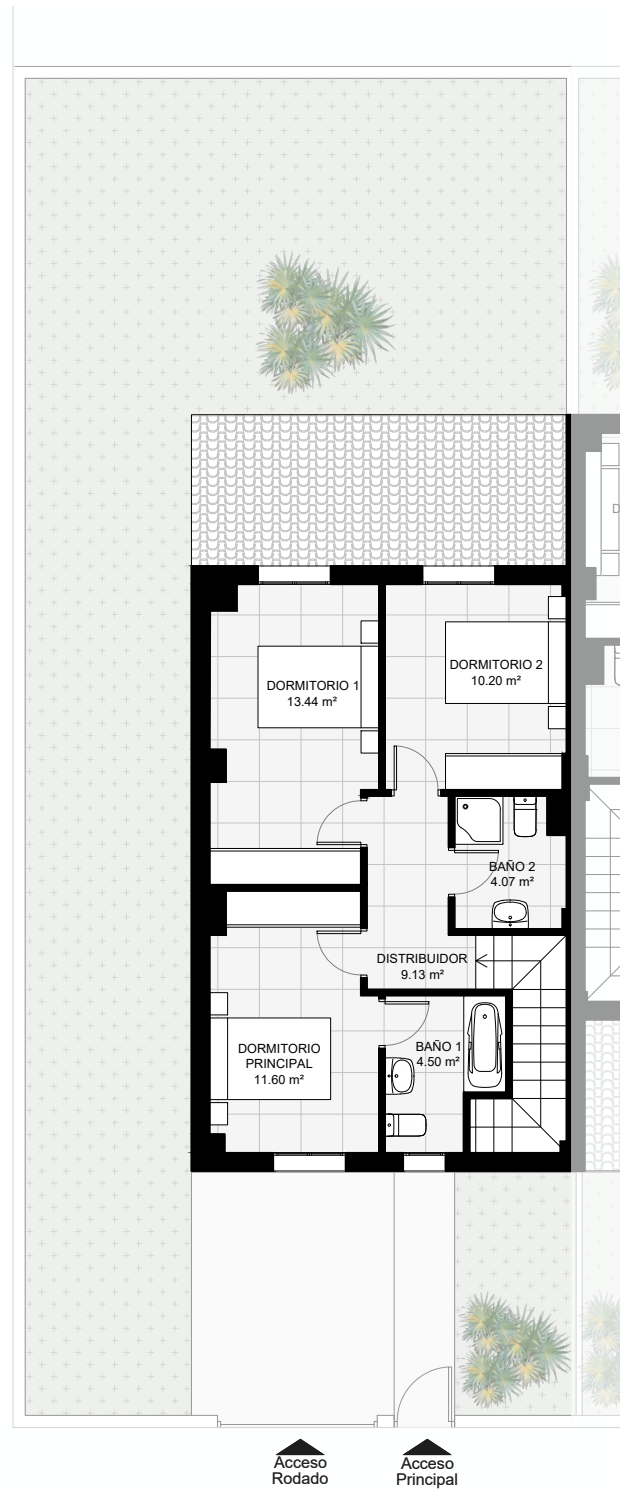 D
DORMITORIO 1
13.44 m²
DORMITORIO 2
10.20 m²
BAÑO 2
4.07 m²
DISTRIBUIDOR
9.13 m²
DORMITORIO
PRINCIPAL
11.60 m²
BAÑO 1
4.50 m²
Acceso
Rodado
Acceso
Principal